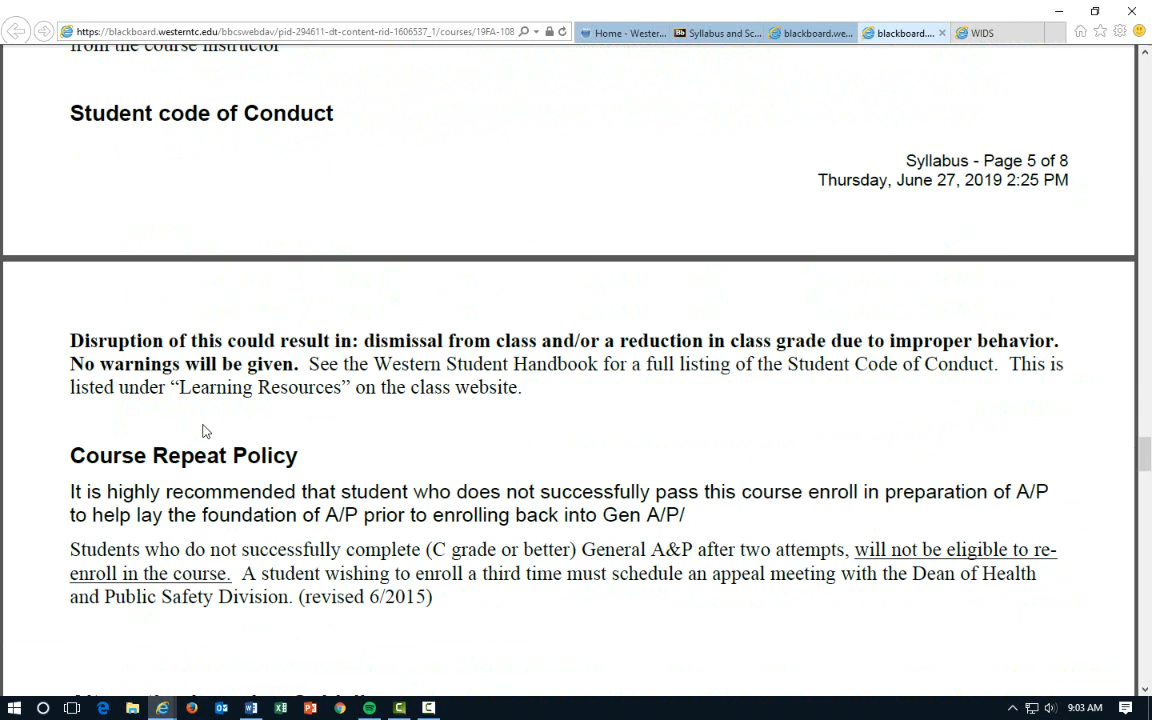 https://blackboard.westerntc.edu/bbcswebdav/pid-294611-dt-content-rid-1606537_1/courses/19FA-108
Home - Wester...
Syllabus and Sc...
blackboard.we...
blackboard....
WIDS
from the course instructor
Student code of Conduct
Syllabus - Page 5 of 8
Thursday, June 27, 2019 2:25 PM
Disruption of this could result in: dismissal from class and/or a reduction in class grade due to improper behavior.
No warnings will be given. See the Western Student Handbook for a full listing of the Student Code of Conduct. This is
listed under “Learning Resources” on the class website.
Course Repeat Policy
It is highly recommended that student who does not successfully pass this course enroll in preparation of A/P
to help lay the foundation of A/P prior to enrolling back into Gen A/P/
Students who do not successfully complete (C grade or better) General A&P after two attempts, will not be eligible to re-
enroll in the course. A student wishing to enroll a third time must schedule an appeal meeting with the Dean of Health
and Public Safety Division. (revised 6/2015)
9:03 AM